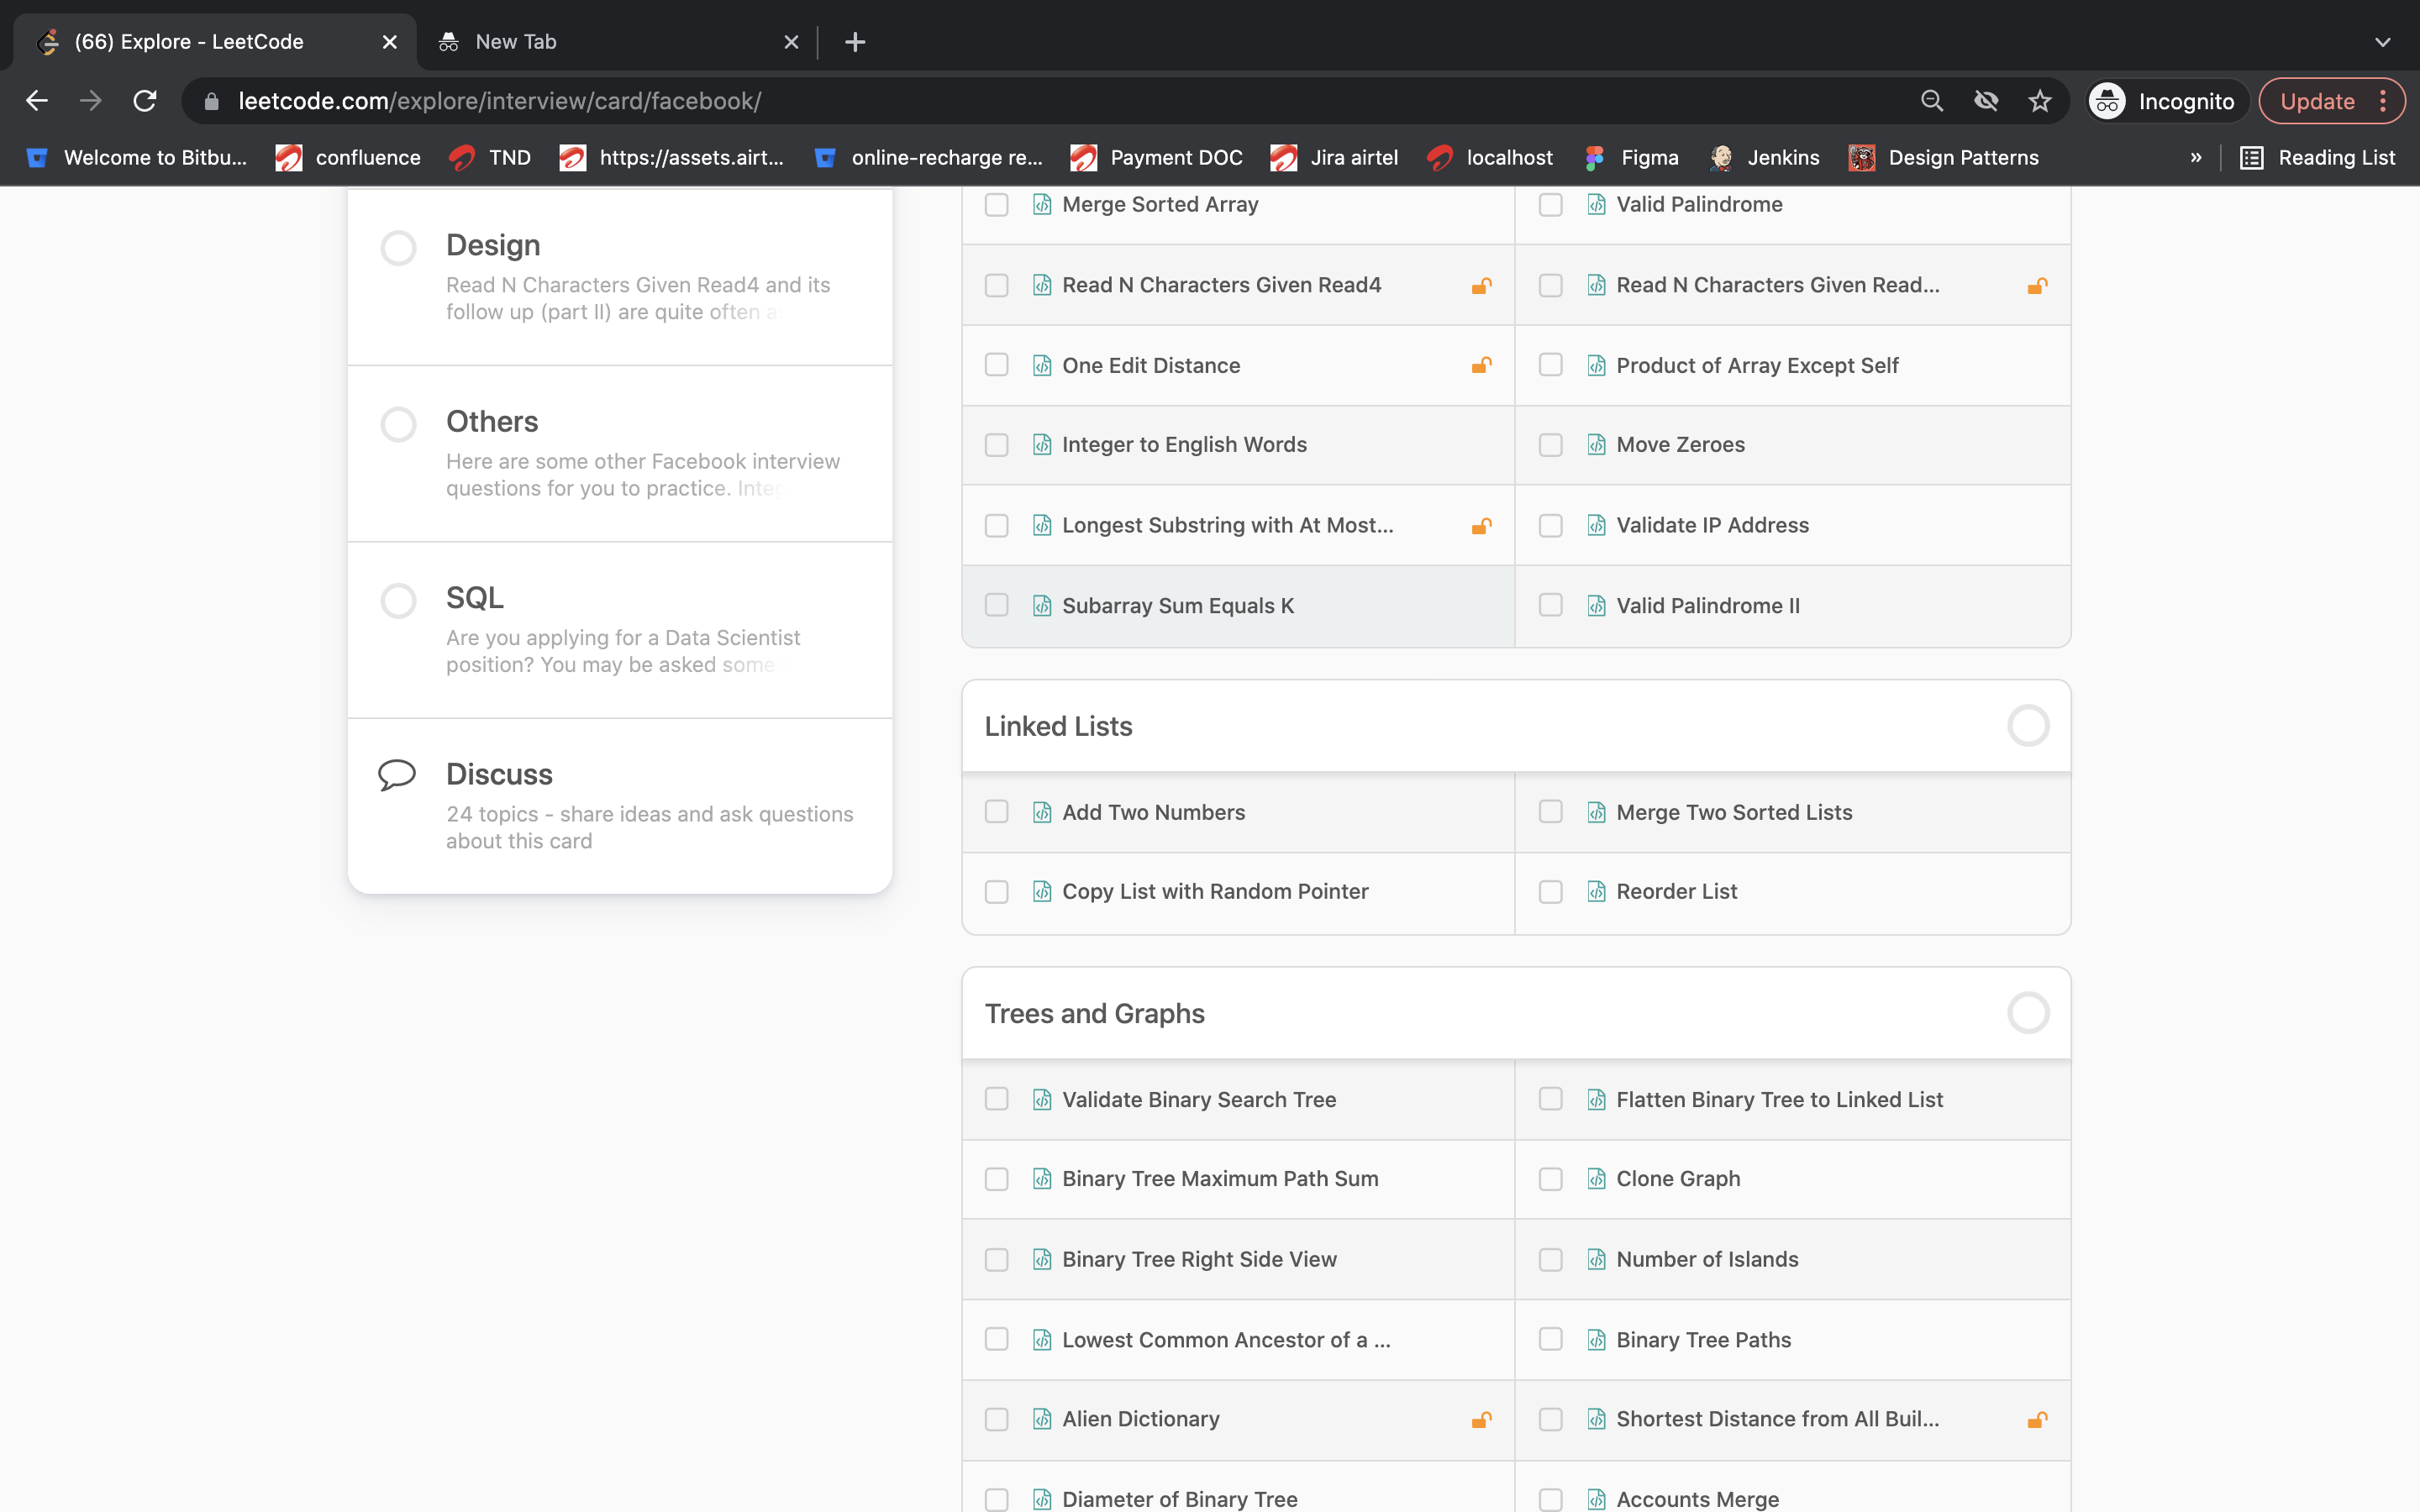 (66) Explore - LeetCode
New Tab
leetcode.com/explore/interview/card/facebook/
Incognito
Update
Welcome to Bitbu...
confluence
TND
https://assets.airt...
online-recharge re...
Payment DOC
Jira airtel
localhost
Figma
Jenkins
Design Patterns
»
Reading List
Design
Read N Characters Given Read4 and its
follow up (part II) are quite often as
Others
Here are some other Facebook interview
questions for you to practice. Integ
SQL
Are you applying for a Data Scientist
position? You may be asked some
Discuss
24 topics - share ideas and ask questions
about this card
Merge Sorted Array
Valid Palindrome
Read N Characters Given Read4
Read N Characters Given Read...
One Edit Distance
Product of Array Except Self
Integer to English Words
Move Zeroes
Longest Substring with At Most...
Validate IP Address
Subarray Sum Equals K
Valid Palindrome II
Linked Lists
Add Two Numbers
Merge Two Sorted Lists
Copy List with Random Pointer
Reorder List
Trees and Graphs
Validate Binary Search Tree
Flatten Binary Tree to Linked List
Binary Tree Maximum Path Sum
Clone Graph
Binary Tree Right Side View
Number of Islands
Lowest Common Ancestor of a ...
Binary Tree Paths
Alien Dictionary
Shortest Distance from All Buil...
Diameter of Binary Tree
Accounts Merge